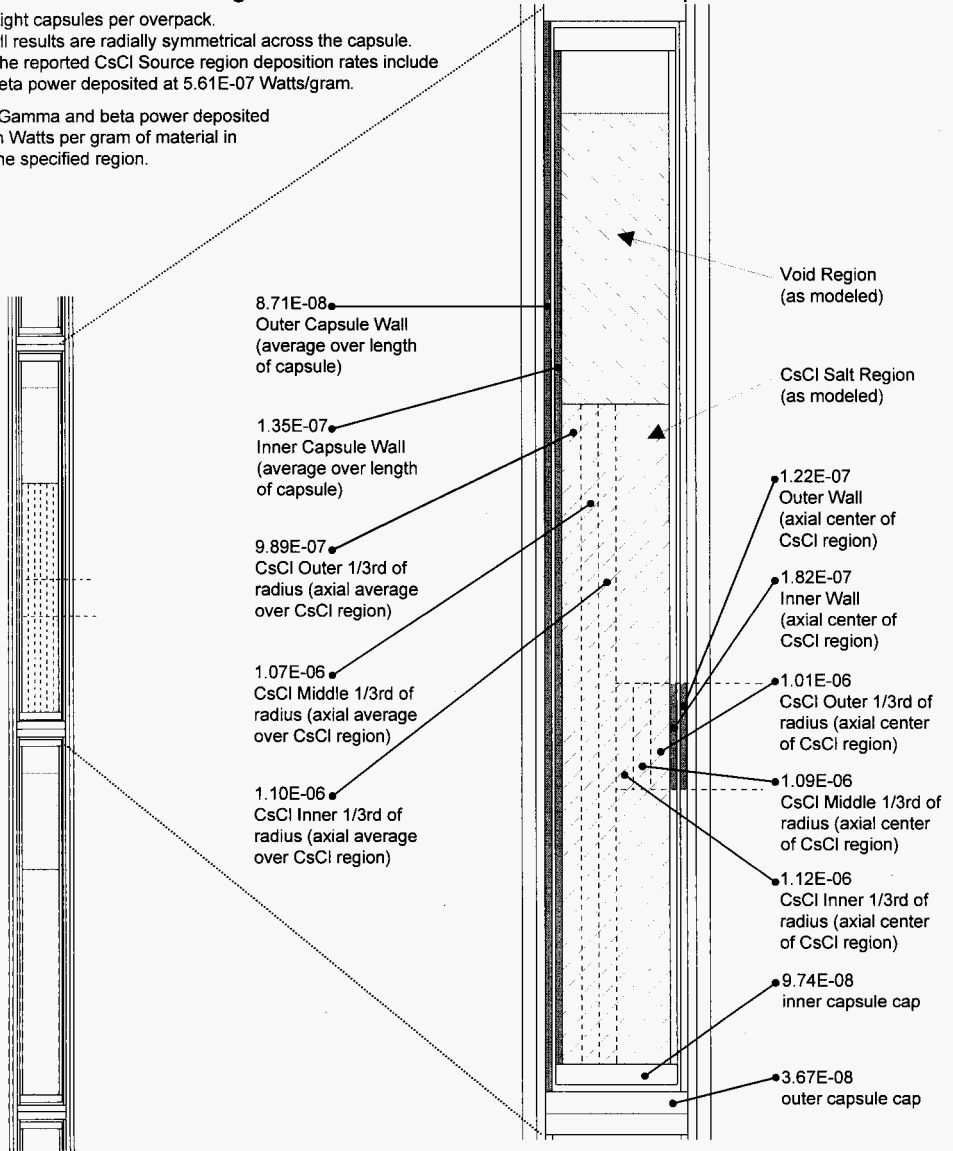 ight capsules per overpack.
ll results are radially symmetrical across the capsule.
he reported CsCl Source region deposition rates include
eta power deposited at 5.61E-07 Watts/gram.
Gamma and beta power deposited
n Watts per gram of material in
he specified region.
Void Region
(as modeled)
CsCl Salt Region
(as modeled)
8.71E-08
Outer Capsule Wall
(average over length
of capsule)
1.35E-07
Inner Capsule Wall
(average over length
of capsule)
9.89E-07
CsCl Outer 1/3rd of
radius (axial average
over CsCl region)
1.07E-06
CsCl Middle 1/3rd of
radius (axial average
over CsCl region)
1.10E-06
CsCl Inner 1/3rd of
radius (axial average
over CsCl region)
1.22E-07
Outer Wall
(axial center of
CsCl region)
1.82E-07
Inner Wall
(axial center of
CsCl region)
1.01E-06
CsCl Outer 1/3rd of
radius (axial center
of CsCl region)
1.09E-06
CsCl Middle 1/3rd of
radius (axial center
of CsCl region)
1.12E-06
CsCl Inner 1/3rd of
radius (axial center
of CsCl region)
9.74E-08
inner capsule cap
3.67E-08
outer capsule cap